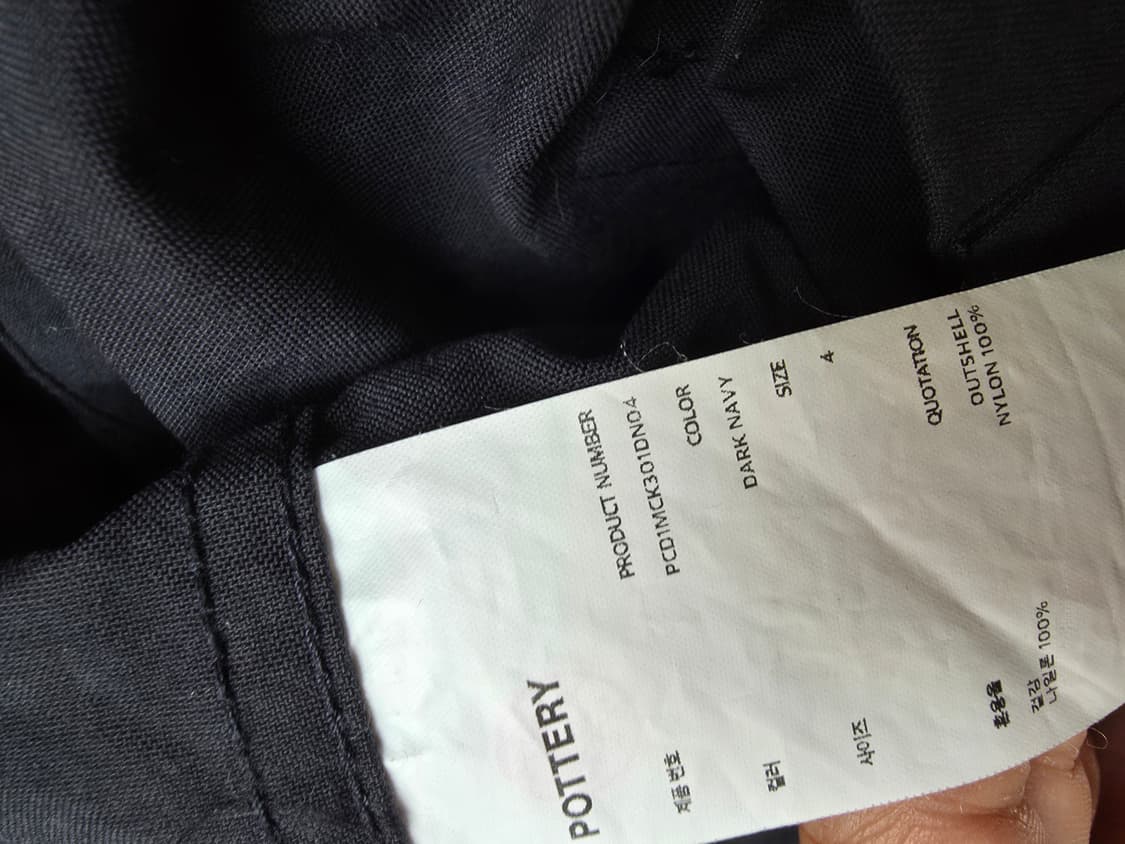 POTTERY
제품번호 PRODUCT NUMBER
PCD1MCK301DN04
컬러 COLOR
DARK NAVY
사이즈 SIZE
4
혼용율 QUOTATION
겉감 OUTSHELL
나일론 100% NYLON 100%